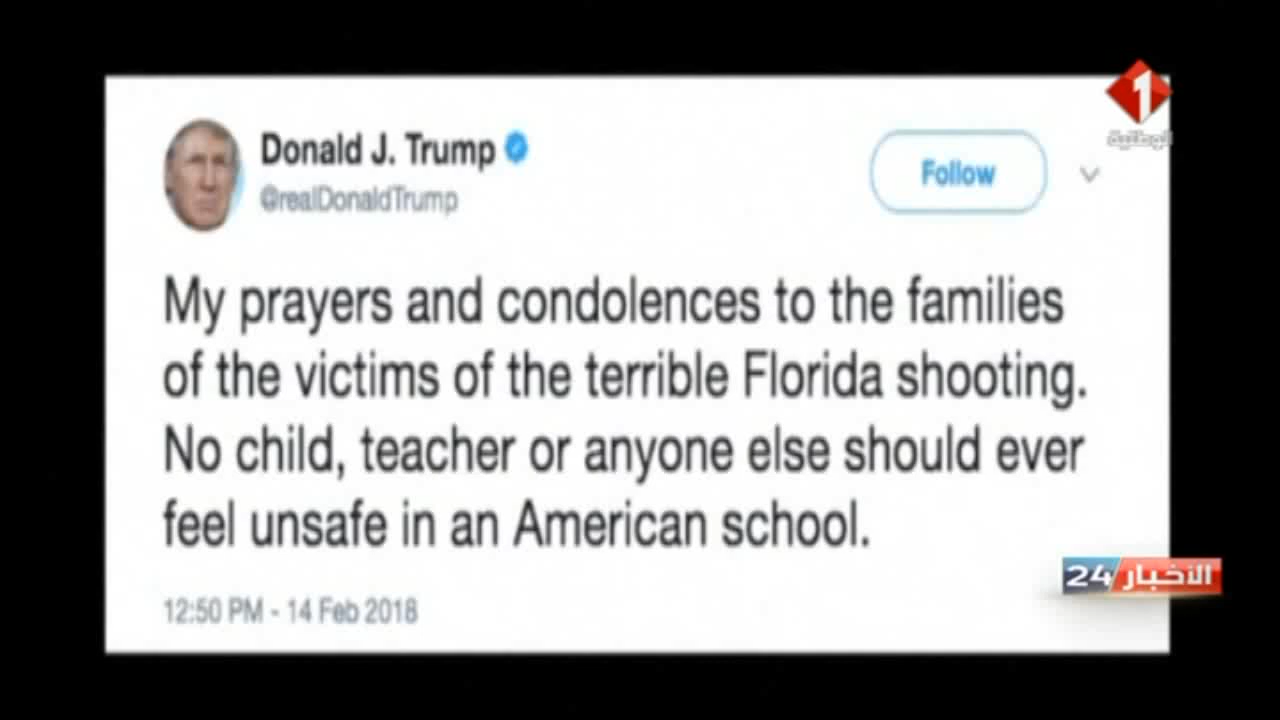 1
الوطنية
Donald J. Trump
@realDonaldTrump
Follow
My prayers and condolences to the families
of the victims of the terrible Florida shooting.
No child, teacher or anyone else should ever
feel unsafe in an American school.
12:50 PM - 14 Feb 2018
الأخبار 24